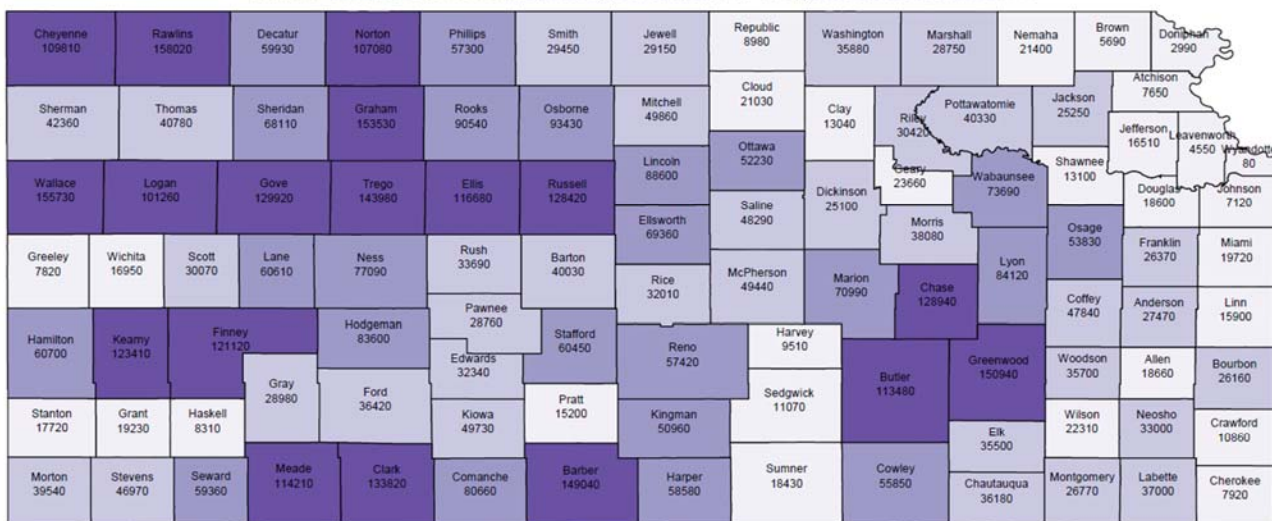 Cheyenne
109810
Rawlins
158020
Decatur
59930
Norton
107080
Phillips
57300
Smith
29450
Jewell
29150
Republic
8980
Washington
35880
Marshall
28750
Nemaha
21400
Brown
5690
Doniphan
2990
Atchison
7650
Sherman
42360
Thomas
40780
Sheridan
68110
Graham
153530
Rooks
90540
Osborne
93430
Mitchell
49860
Cloud
21030
Clay
13040
Riley
30420
Pottawatomie
40330
Jackson
25250
Jefferson
16510
Leavenworth
4550
Wyandotte
80
Wallace
155730
Logan
101260
Gove
129920
Trego
143980
Ellis
116680
Russell
128420
Lincoln
88600
Ottawa
52230
Saline
48290
Dickinson
25100
Geary
23660
Wabaunsee
73690
Shawnee
13100
Douglas
18600
Johnson
7120
Ellsworth
69360
Morris
38080
Osage
53830
Franklin
26370
Miami
19720
Greeley
7820
Wichita
16950
Scott
30070
Lane
60610
Ness
77090
Rush
33690
Barton
40030
Rice
32010
McPherson
49440
Marion
70990
Chase
128940
Lyon
84120
Coffey
47840
Anderson
27470
Linn
15900
Hamilton
60700
Kearny
123410
Finney
121120
Hodgeman
83600
Pawnee
28760
Stafford
60450
Edwards
32340
Reno
57420
Harvey
9510
Butler
113480
Greenwood
150940
Woodson
35700
Allen
18660
Bourbon
26160
Gray
28980
Ford
36420
Sedgwick
11070
Stanton
17720
Grant
19230
Haskell
8310
Kiowa
49730
Pratt
15200
Kingman
50960
Elk
35500
Wilson
22310
Neosho
33000
Crawford
10860
Morton
39540
Stevens
46970
Seward
59360
Meade
114210
Clark
133820
Comanche
80660
Barber
149040
Harper
58580
Sumner
18430
Cowley
55850
Chautauqua
36180
Montgomery
26770
Labette
37000
Cherokee
7920